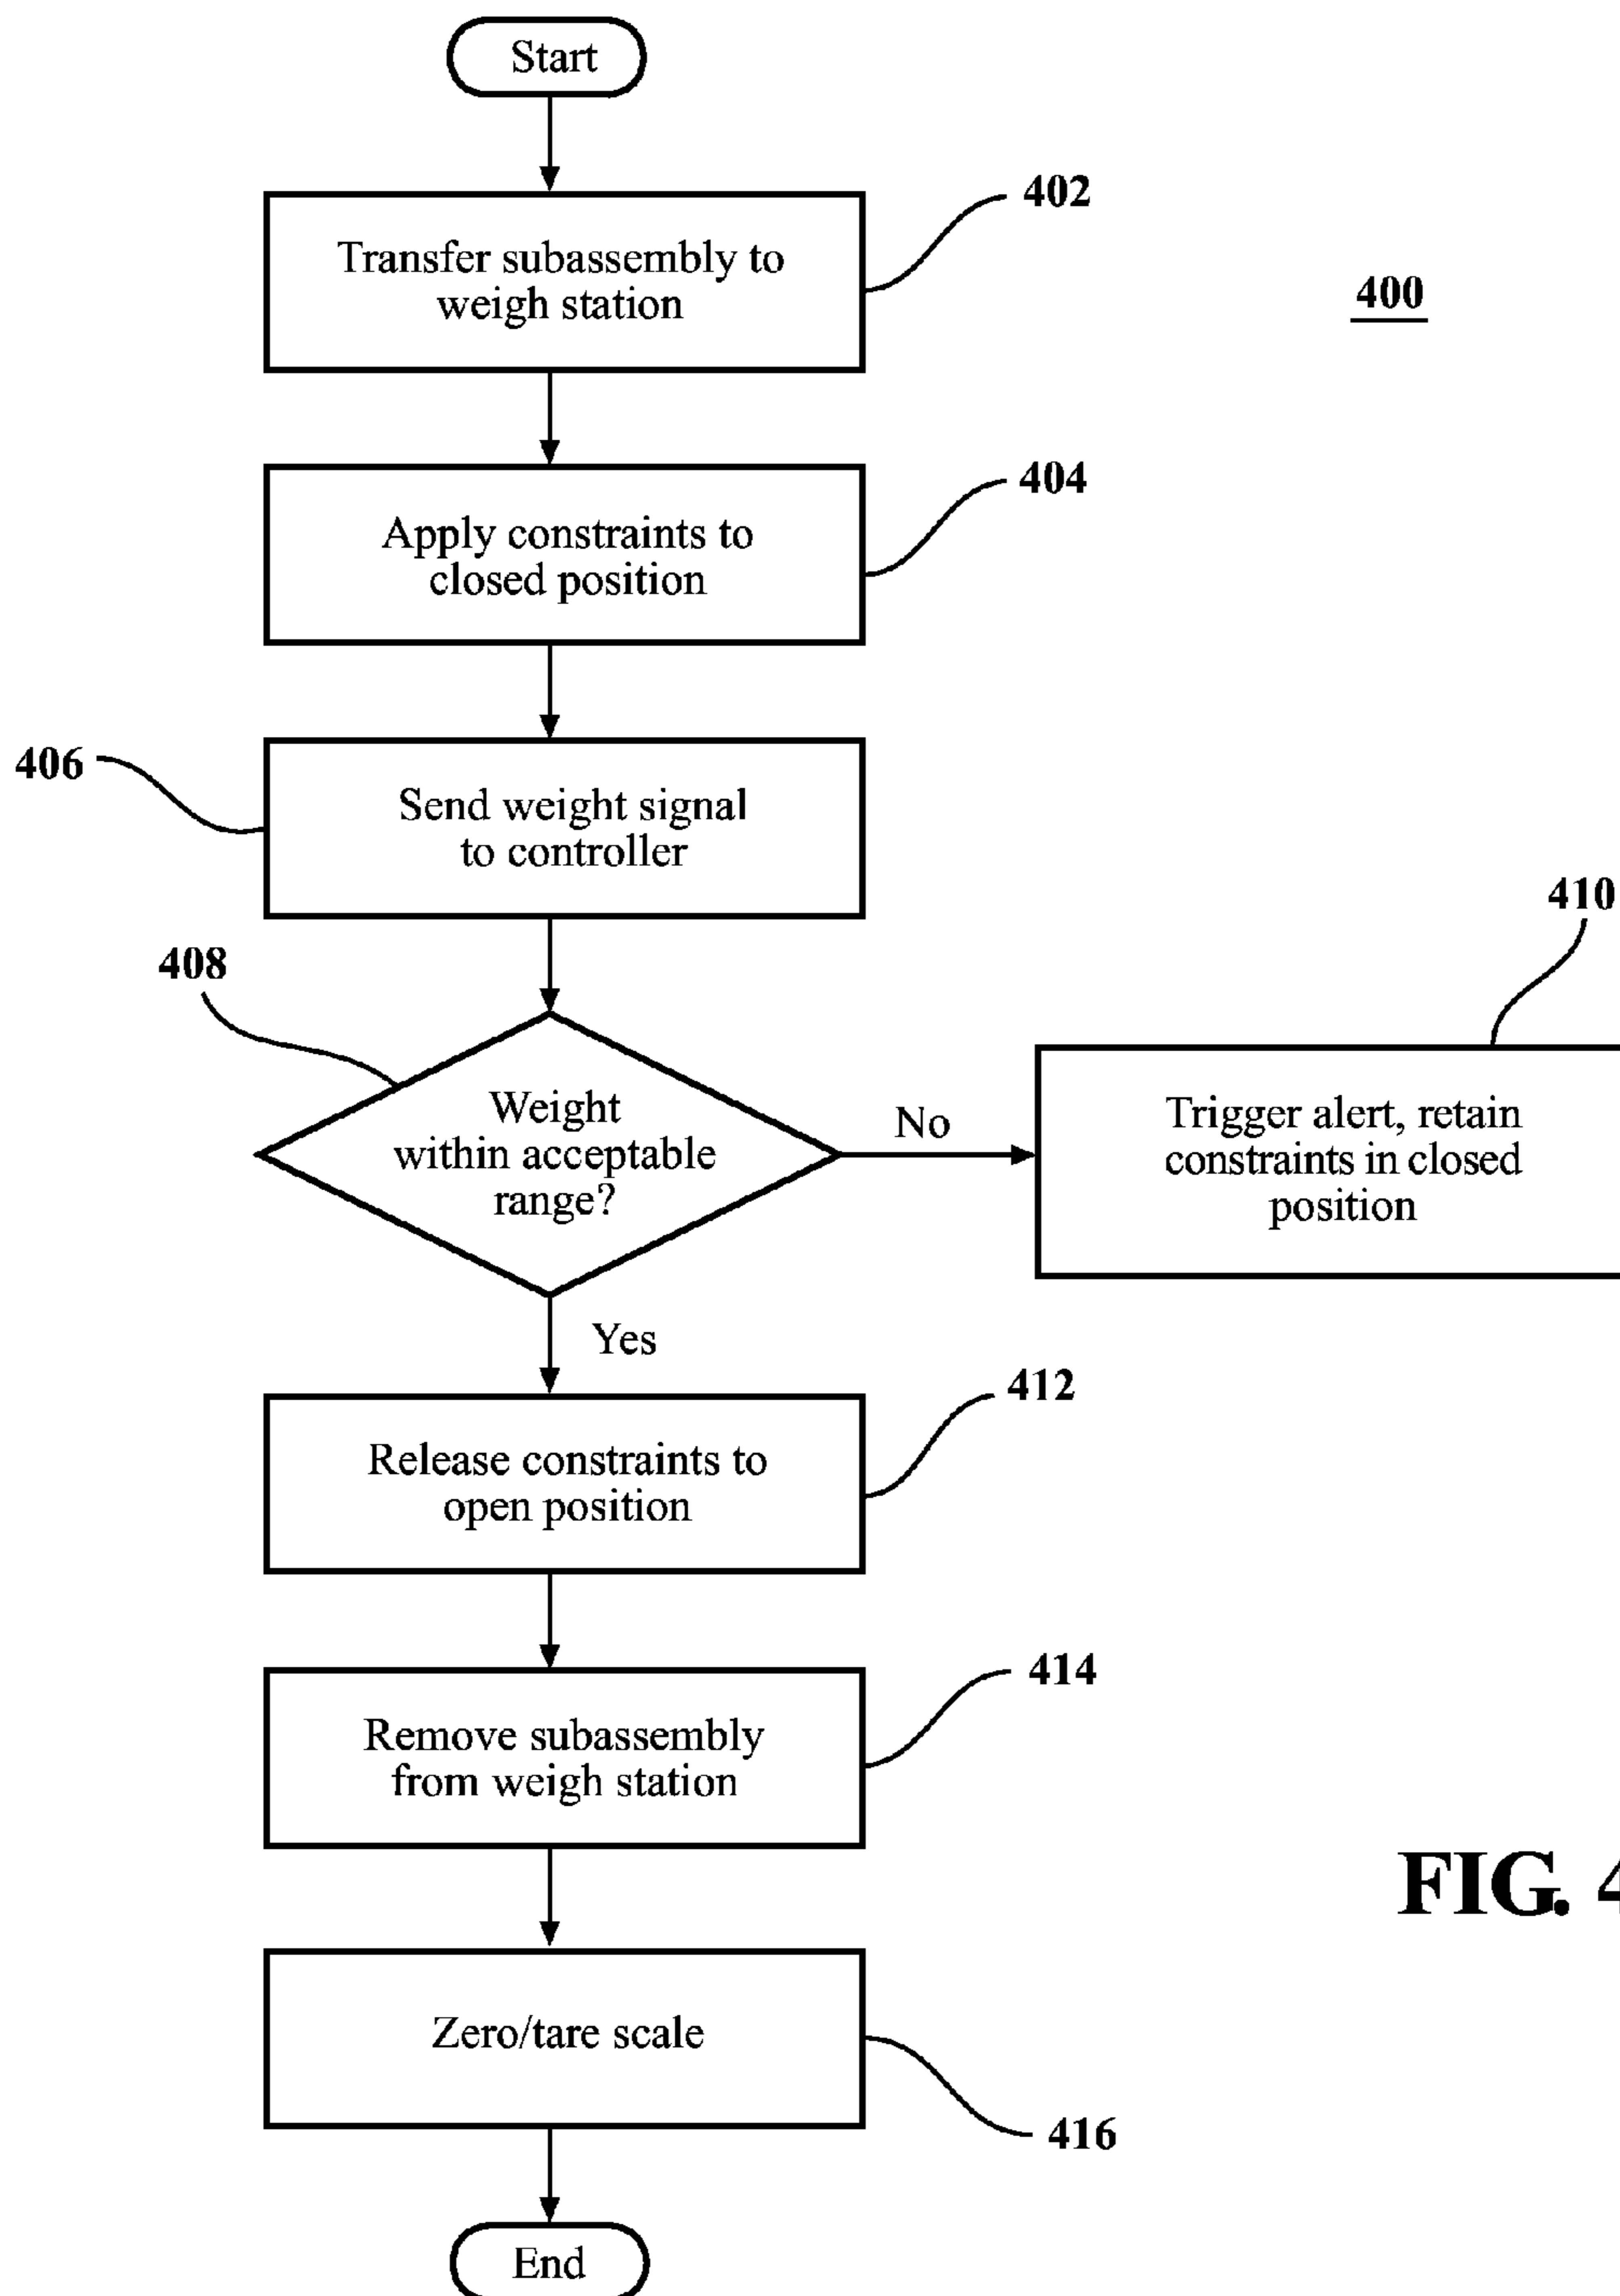 Start
402
Transfer subassembly to
weigh station
400
404
Apply constraints to
closed position
406
Send weight signal
to controller
410
408
Weight
within acceptable
range?
No
Trigger alert, retain
constraints in closed
position
Yes
412
Release constraints to
open position
414
Remove subassembly
from weigh station
FIG. 4
Zero/tare scale
416
End